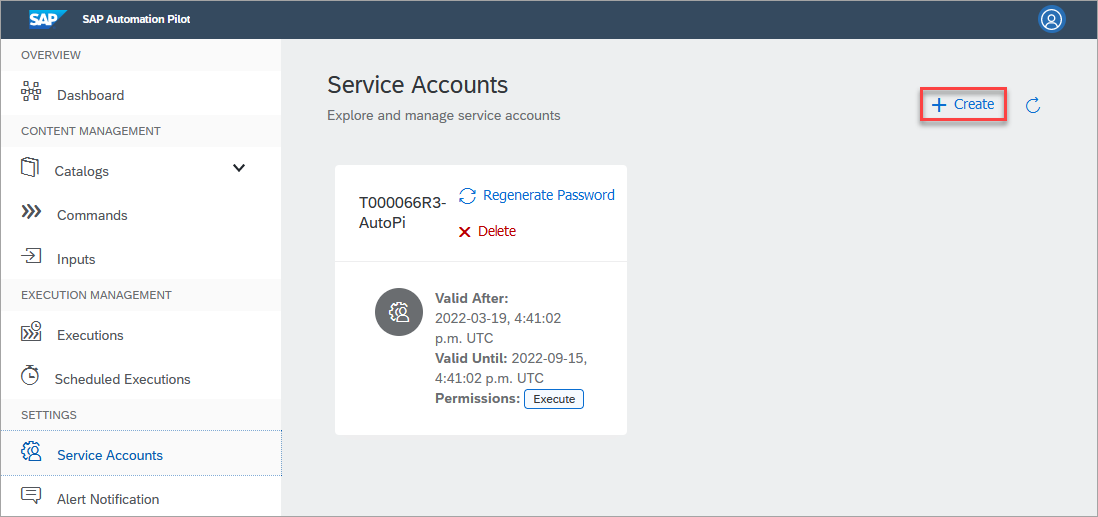 SAP SAP Automation Pilot
OVERVIEW
Dashboard
CONTENT MANAGEMENT
Catalogs
Commands
Inputs
EXECUTION MANAGEMENT
Executions
Scheduled Executions
SETTINGS
Service Accounts
Alert Notification
Service Accounts
Explore and manage service accounts
Create
T000066R3-
AutoPi
Regenerate Password
Delete
Valid After:
2022-03-19, 4:41:02
p.m. UTC
Valid Until: 2022-09-15,
4:41:02 p.m. UTC
Permissions: Execute